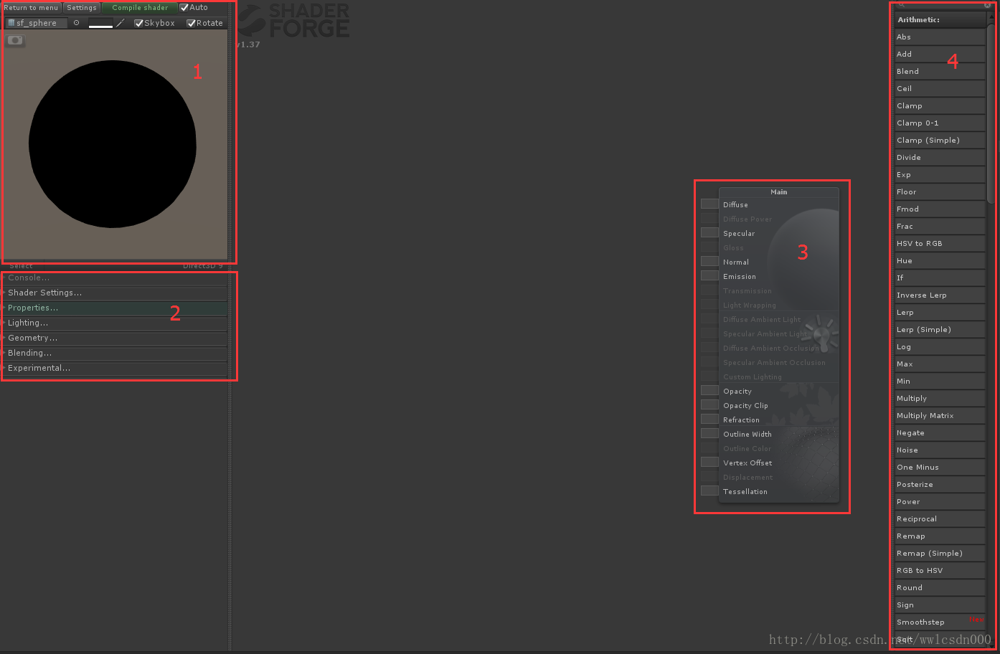 Return to menu Settings Compile shader Auto
sf_sphere Skybox Rotate
1
Select Direct3D 9
Console...
Shader Settings...
Properties...
2
Lighting...
Geometry...
Blending...
Experimental...
SHADER
FORGE
v1.37
Main
Diffuse
Diffuse Power
Specular
Gloss
3
Normal
Emission
Transmission
Light Wrapping
Diffuse Ambient Light
Specular Ambient Light
Diffuse Ambient Occlusion
Specular Ambient Occlusion
Custom Lighting
Opacity
Opacity Clip
Refraction
Outline Width
Outline Color
Vertex Offset
Displacement
Tessellation
Arithmetic:
Abs
Add
4
Blend
Ceil
Clamp
Clamp 0-1
Clamp (Simple)
Divide
Exp
Floor
Fmod
Frac
HSV to RGB
Hue
If
Inverse Lerp
Lerp
Lerp (Simple)
Log
Max
Min
Multiply
Multiply Matrix
Negate
Noise
One Minus
Posterize
Power
Reciprocal
Remap
Remap (Simple)
RGB to HSV
Round
Sign
Smoothstep New
Sqrt
http://blog.csdn.net/wwlcsdn000